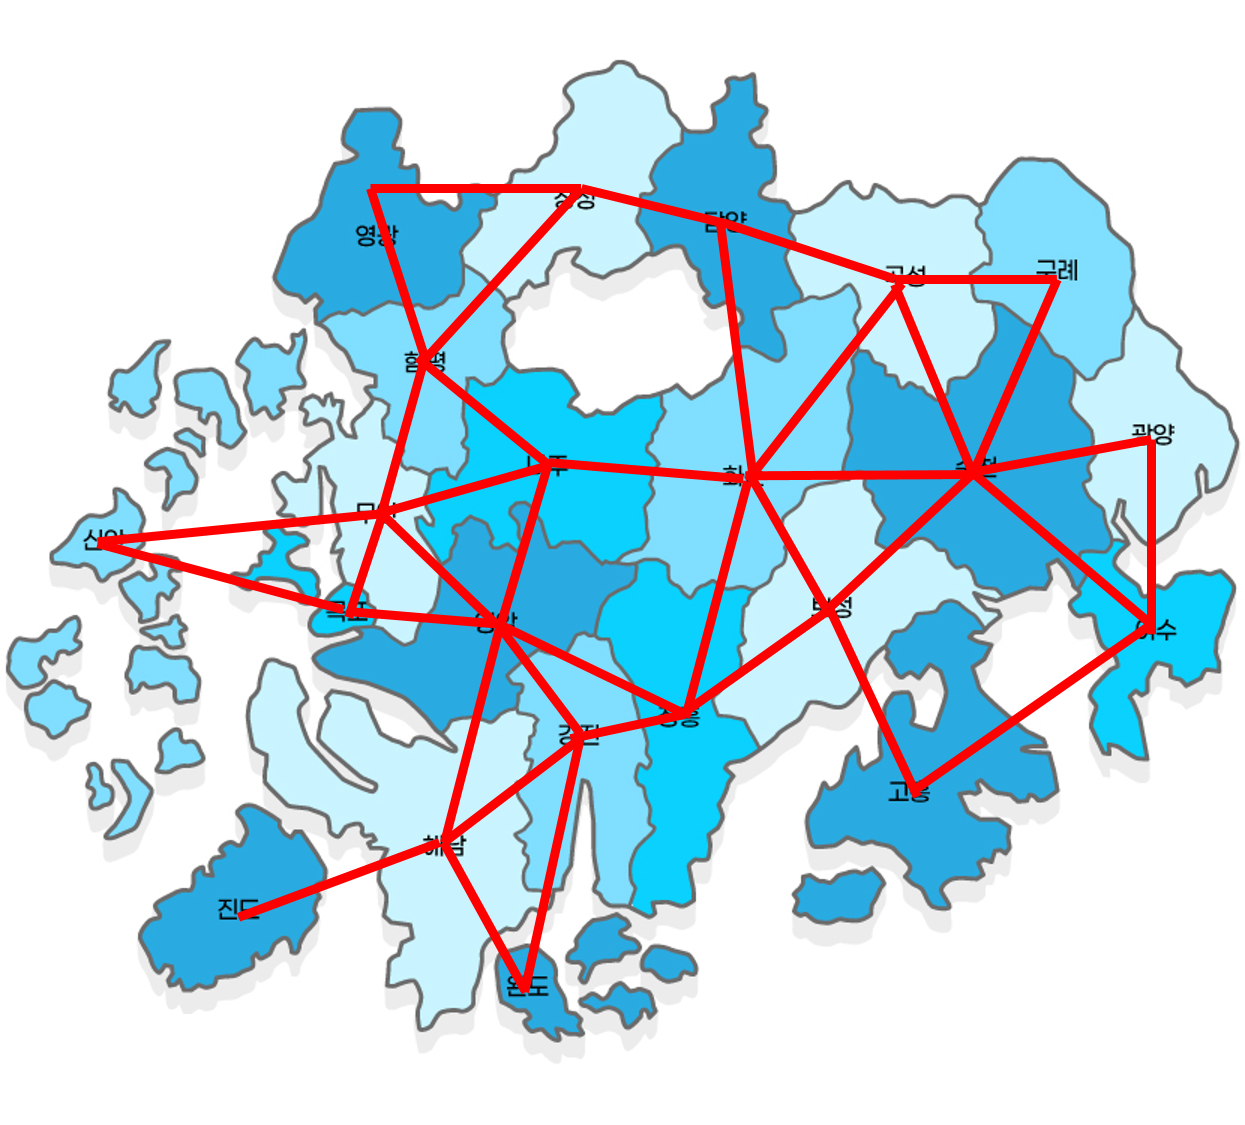 장성
담양
영광
곡성
구례
함평
광양
나주
화순
순천
무안
신안
목포
보성
영암
여수
장흥
강진
고흥
해남
진도
완도